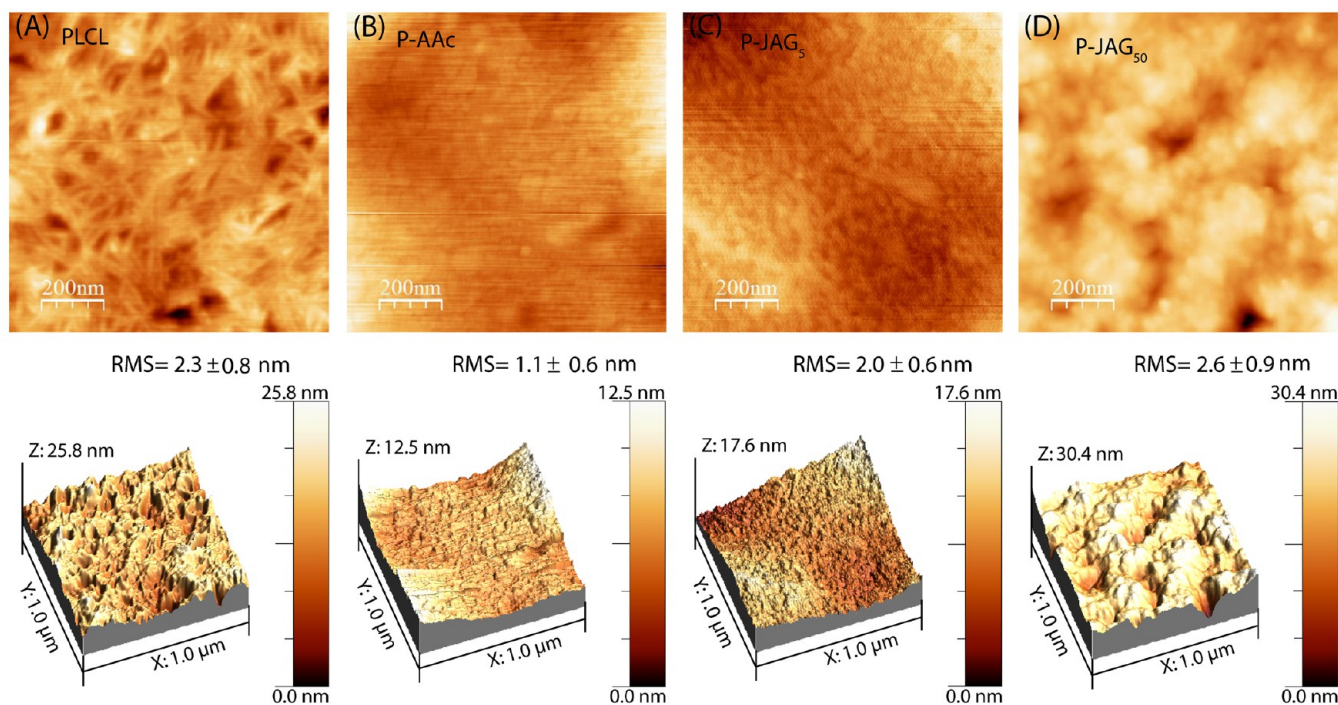 (A) PLCL
(B) P-AAc
(C) P-JAG₅
(D) P-JAG₅₀
200nm
200nm
200nm
200nm
RMS= 2.3 ±0.8 nm
RMS= 1.1 ± 0.6 nm
RMS= 2.0 ± 0.6 nm
RMS= 2.6 ±0.9 nm
25.8 nm
12.5 nm
17.6 nm
30.4 nm
Z: 25.8 nm
Z: 12.5 nm
Z: 17.6 nm
Z: 30.4 nm
Y: 1.0 µm
X: 1.0 µm
Y: 1.0 µm
X: 1.0 µm
Y: 1.0 µm
X: 1.0 µm
Y: 1.0 µm
X: 1.0 µm
0.0 nm
0.0 nm
0.0 nm
0.0 nm